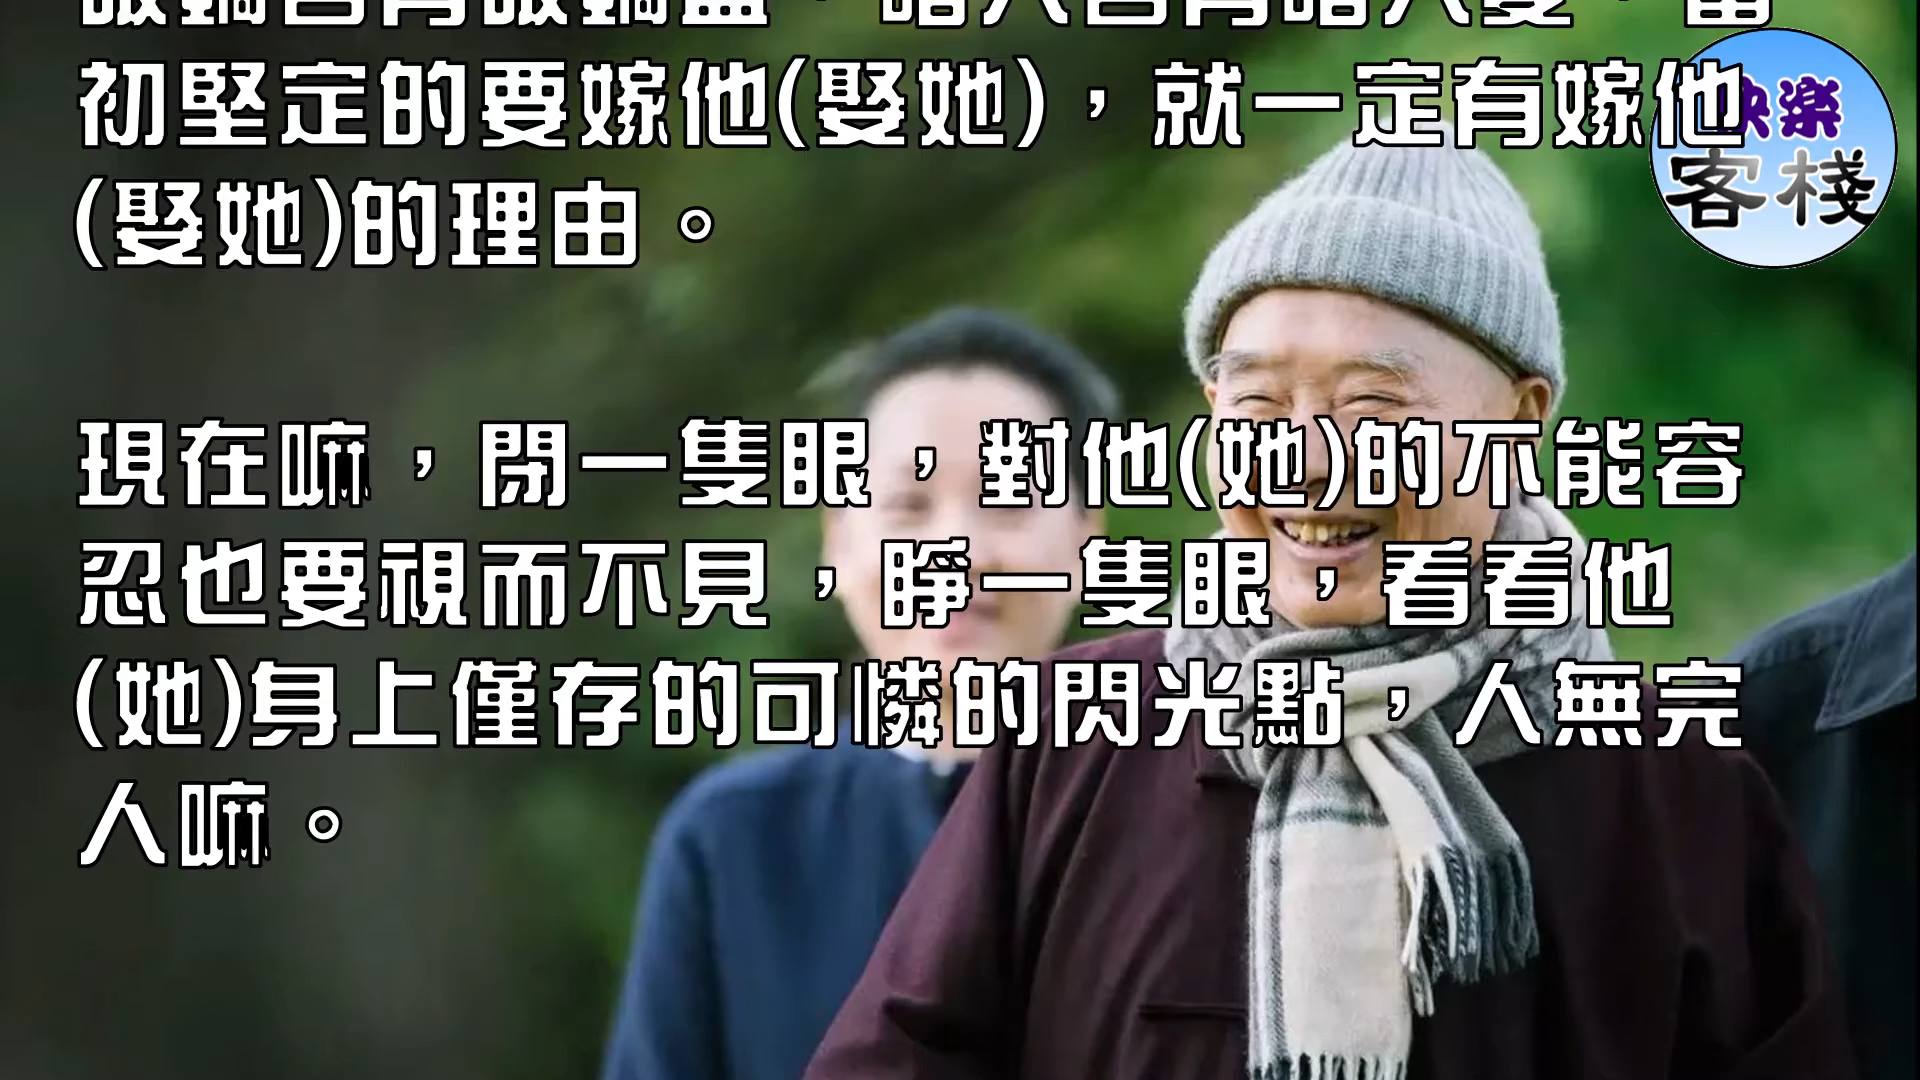 初堅定的要嫁他(娶她)，就一定有嫁他
(娶她)的理由。
現在嘛，閉一隻眼，對他(她)的不能容
忍也要視而不見，睜一隻眼，看看他
(她)身上僅存的可憐的閃光點，人無完
人嘛。
快樂
客棧